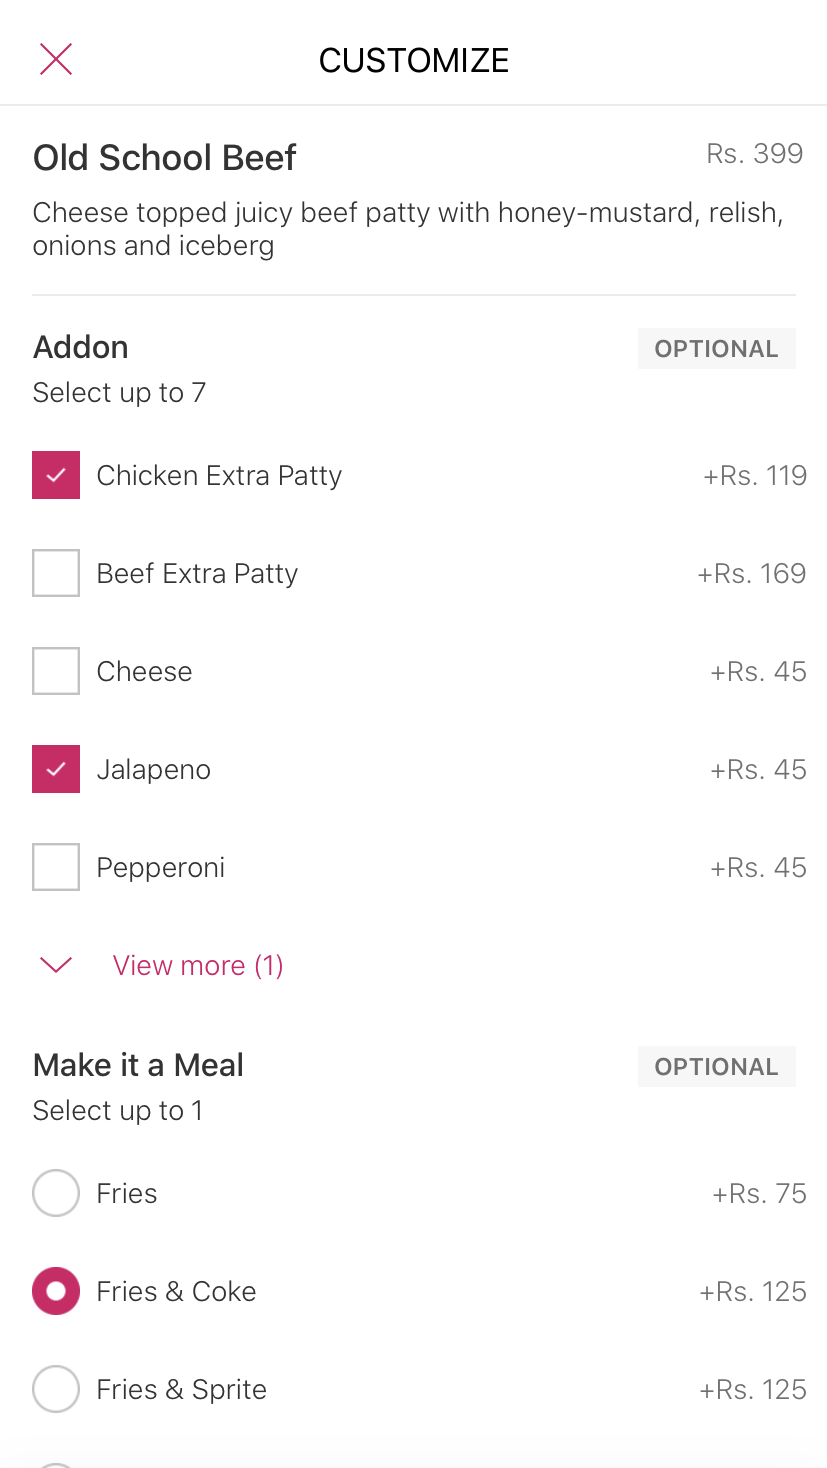 CUSTOMIZE
Old School Beef
Rs. 399
Cheese topped juicy beef patty with honey-mustard, relish,
onions and iceberg
Addon
OPTIONAL
Select up to 7
Chicken Extra Patty
+Rs. 119
Beef Extra Patty
+Rs. 169
Cheese
+Rs. 45
Jalapeno
+Rs. 45
Pepperoni
+Rs. 45
View more (1)
Make it a Meal
OPTIONAL
Select up to 1
Fries
+Rs. 75
Fries & Coke
+Rs. 125
Fries & Sprite
+Rs. 125